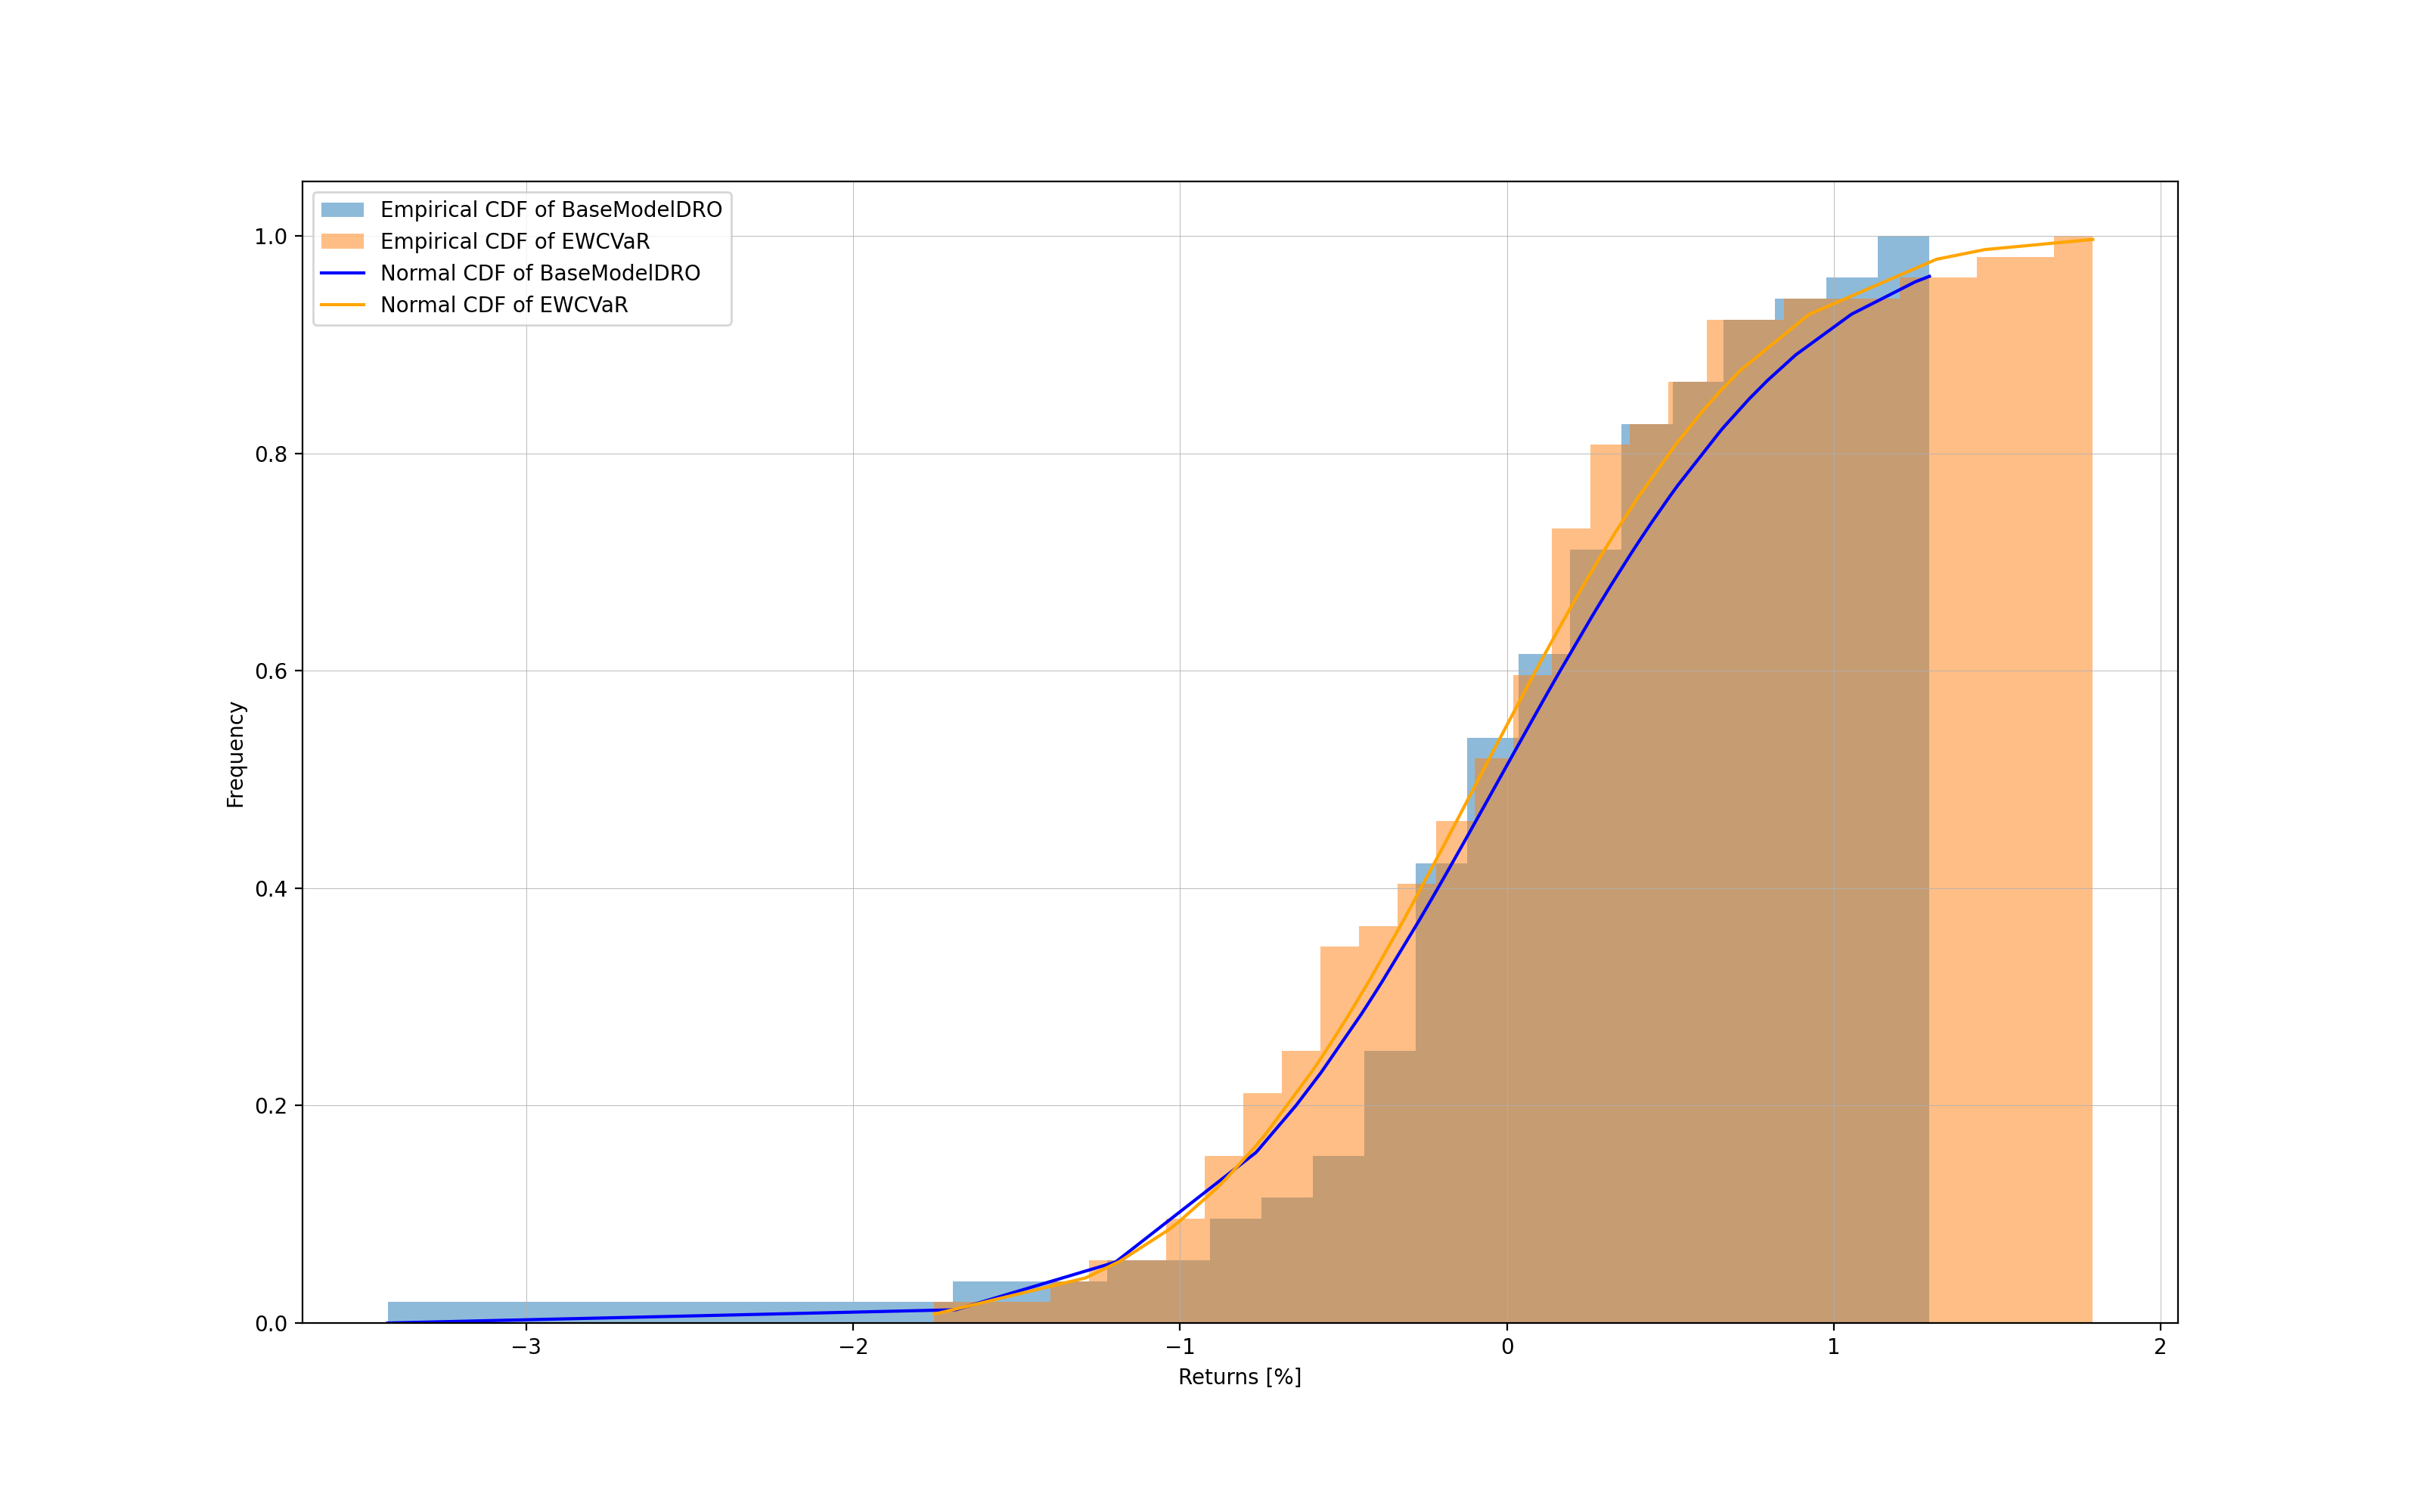 Empirical CDF of BaseModelDRO
Empirical CDF of EWCVaR
Normal CDF of BaseModelDRO
Normal CDF of EWCVaR
1.0
0.8
0.6
0.4
0.2
0.0
Frequency
−3 −2 −1 0 1 2
Returns [%]